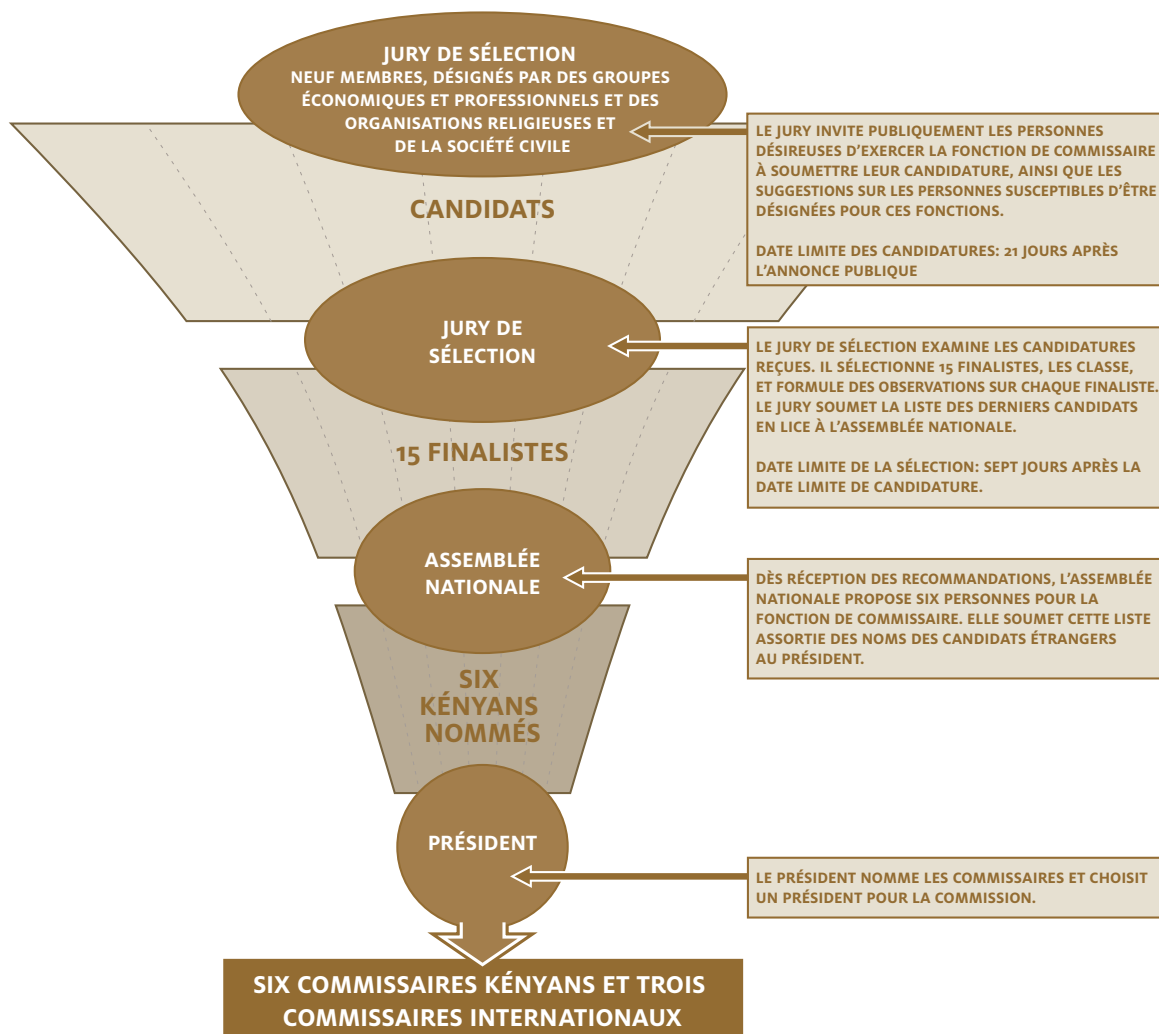 JURY DE SÉLECTION
NEUF MEMBRES, DÉSIGNÉS PAR DES GROUPES
ÉCONOMIQUES ET PROFESSIONNELS ET DES
ORGANISATIONS RELIGIEUSES ET
DE LA SOCIÉTÉ CIVILE
LE JURY INVITE PUBLIQUEMENT LES PERSONNES
DÉSIREUSES D'EXERCER LA FONCTION DE COMMISSAIRE
À SOUMETTRE LEUR CANDIDATURE, AINSI QUE LES
SUGGESTIONS SUR LES PERSONNES SUSCEPTIBLES D'ÊTRE
DÉSIGNÉES POUR CES FONCTIONS.
DATE LIMITE DES CANDIDATURES: 21 JOURS APRÈS
L'ANNONCE PUBLIQUE
CANDIDATS
JURY DE
SÉLECTION
LE JURY DE SÉLECTION EXAMINE LES CANDIDATURES
REÇUES. IL SÉLECTIONNE 15 FINALISTES, LES CLASSE,
ET FORMULE DES OBSERVATIONS SUR CHAQUE FINALISTE.
LE JURY SOUMET LA LISTE DES DERNIERS CANDIDATS
EN LICE À L'ASSEMBLÉE NATIONALE.
DATE LIMITE DE LA SÉLECTION: SEPT JOURS APRÈS LA
DATE LIMITE DE CANDIDATURE.
15 FINALISTES
ASSEMBLÉE
NATIONALE
DÈS RÉCEPTION DES RECOMMANDATIONS, L'ASSEMBLÉE
NATIONALE PROPOSE SIX PERSONNES POUR LA
FONCTION DE COMMISSAIRE. ELLE SOUMET CETTE LISTE
ASSORTIE DES NOMS DES CANDIDATS ÉTRANGERS
AU PRÉSIDENT.
SIX
KÉNYANS
NOMMÉS
PRÉSIDENT
LE PRÉSIDENT NOMME LES COMMISSAIRES ET CHOISIT
UN PRÉSIDENT POUR LA COMMISSION.
SIX COMMISSAIRES KÉNYANS ET TROIS
COMMISSAIRES INTERNATIONAUX